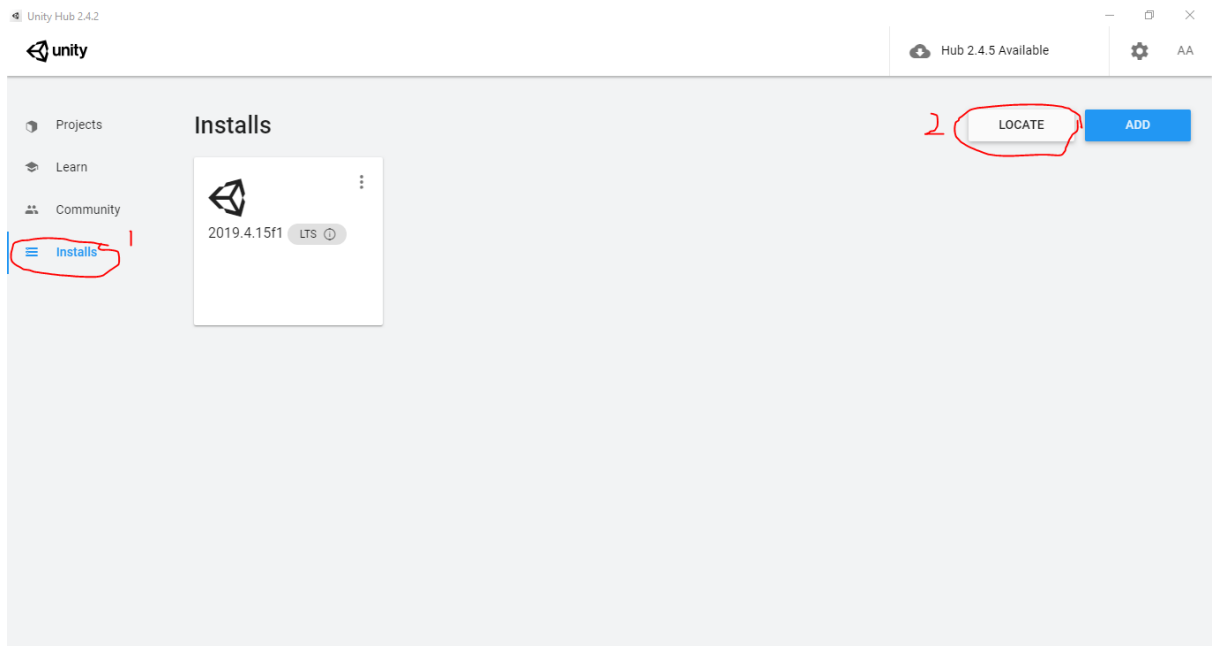 Unity Hub 2.4.2
unity
Hub 2.4.5 Available
AA
Projects
Installs
2
LOCATE
ADD
Learn
Community
2019.4.15f1 LTS
1
Installs